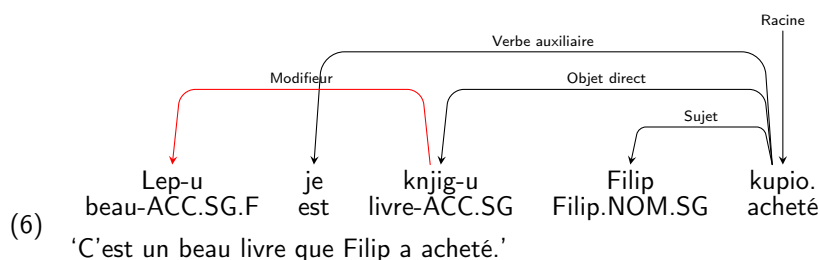 Racine
Verbe auxiliaire
Modifieur Objet direct
Sujet
Lep-u je knjig-u Filip kupio.
beau-ACC.SG.F est livre-ACC.SG Filip.NOM.SG acheté
(6)
‘C'est un beau livre que Filip a acheté.’